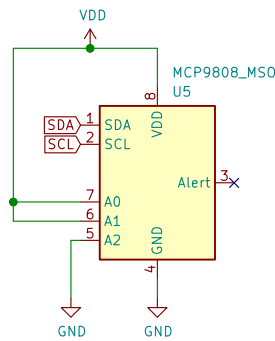 VDD
MCP9808_MSO
U5
8
VDD
SDA 1 SDA
SCL 2 SCL
Alert 3
7 A0
6 A1
5 A2
GND
4
GND GND